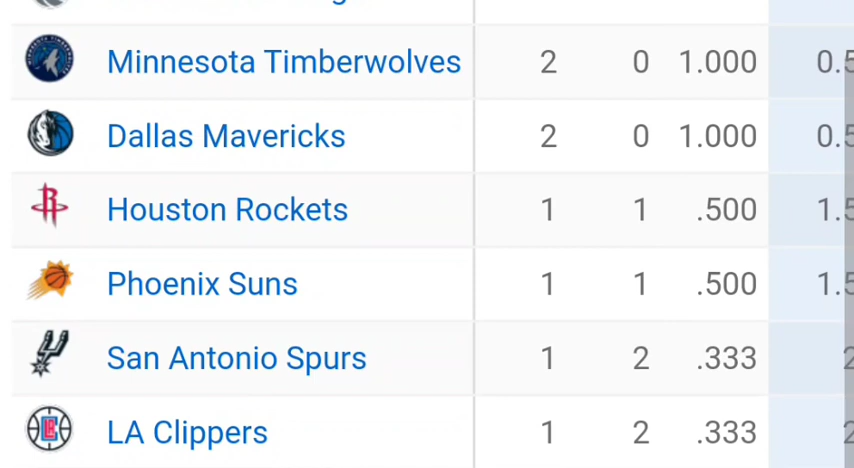 Minnesota Timberwolves 2 0 1.000 0.5
Dallas Mavericks 2 0 1.000 0.5
Houston Rockets 1 1 .500 1.5
Phoenix Suns 1 1 .500 1.5
San Antonio Spurs 1 2 .333 2
LA Clippers 1 2 .333 2